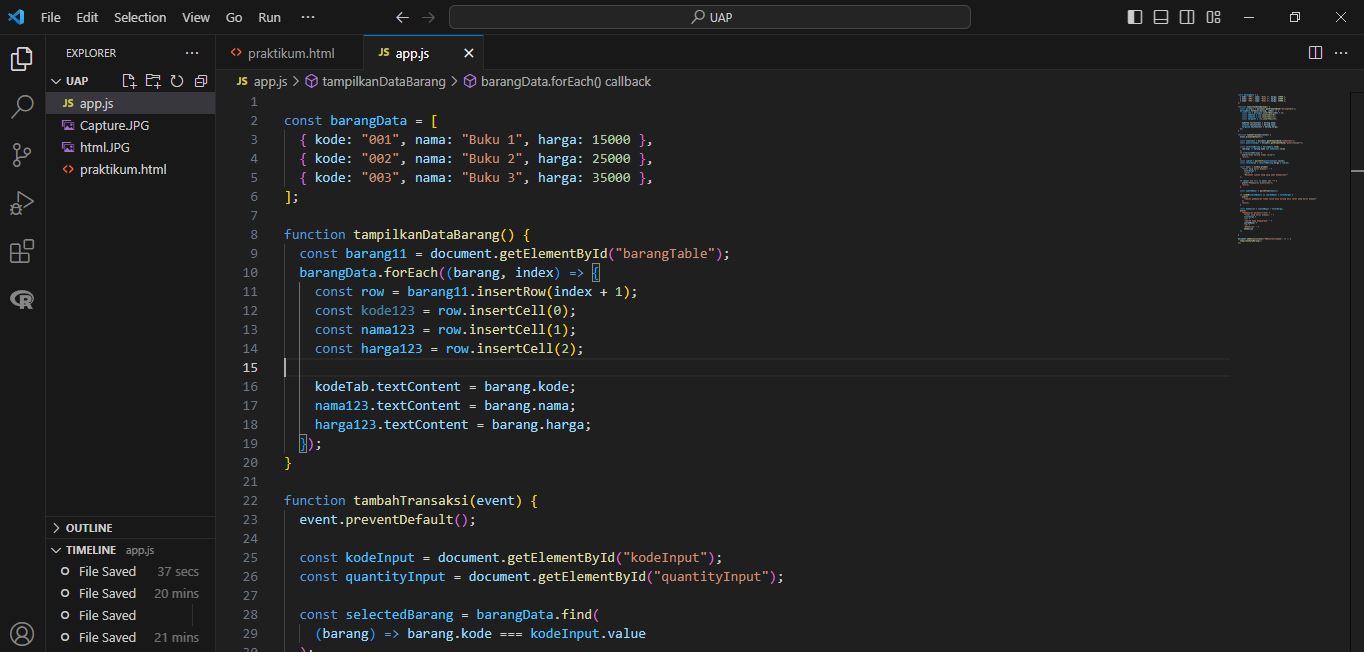 File Edit Selection View Go Run ··· UAP
EXPLORER ···
UAP
JS app.js
Capture.JPG
html.JPG
<> praktikum.html
OUTLINE
TIMELINE app.js
File Saved 37 secs
File Saved 20 mins
File Saved
File Saved 21 mins
<> praktikum.html
JS app.js
JS app.js > tampilkanDataBarang > barangData.forEach() callback
1
2 const barangData = [
3 { kode: "001", nama: "Buku 1", harga: 15000 },
4 { kode: "002", nama: "Buku 2", harga: 25000 },
5 { kode: "003", nama: "Buku 3", harga: 35000 },
6 ];
7
8 function tampilkanDataBarang() {
9 const barang11 = document.getElementById("barangTable");
10 barangData.forEach((barang, index) => {
11 const row = barang11.insertRow(index + 1);
12 const kode123 = row.insertCell(0);
13 const nama123 = row.insertCell(1);
14 const harga123 = row.insertCell(2);
15
16 kodeTab.textContent = barang.kode;
17 nama123.textContent = barang.nama;
18 harga123.textContent = barang.harga;
19 });
20 }
21
22 function tambahTransaksi(event) {
23 event.preventDefault();
24
25 const kodeInput = document.getElementById("kodeInput");
26 const quantityInput = document.getElementById("quantityInput");
27
28 const selectedBarang = barangData.find(
29 (barang) => barang.kode === kodeInput.value